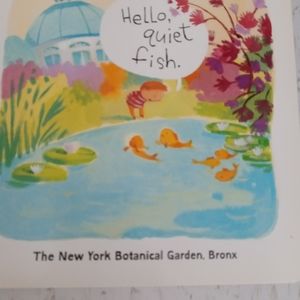 Hello,
quiet
fish.
The New York Botanical Garden, Bronx